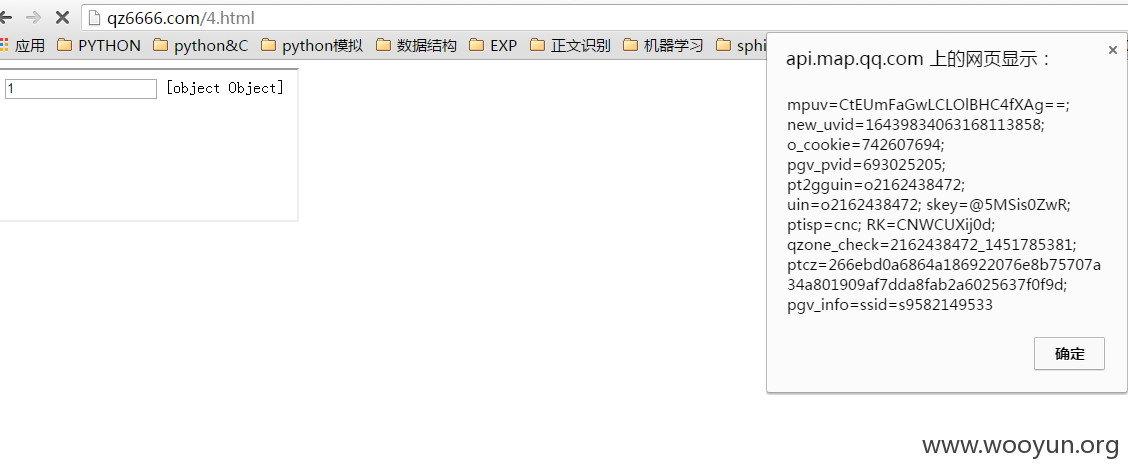 qz6666.com/4.html
应用 PYTHON python&C python模拟 数据结构 EXP 正文识别 机器学习 sphi
1 [object Object]
api.map.qq.com 上的网页显示：
mpuv=CtEUmFaGwLCLOlBHC4fXAg==;
new_uvid=16439834063168113858;
o_cookie=742607694;
pgv_pvid=693025205;
pt2gguin=o2162438472;
uin=o2162438472; skey=@5MSis0ZwR;
ptisp=cnc; RK=CNWCUXij0d;
qzone_check=2162438472_1451785381;
ptcz=266ebd0a6864a186922076e8b75707a
34a801909af7dda8fab2a6025637f0f9d;
pgv_info=ssid=s9582149533
确定
www.wooyun.org